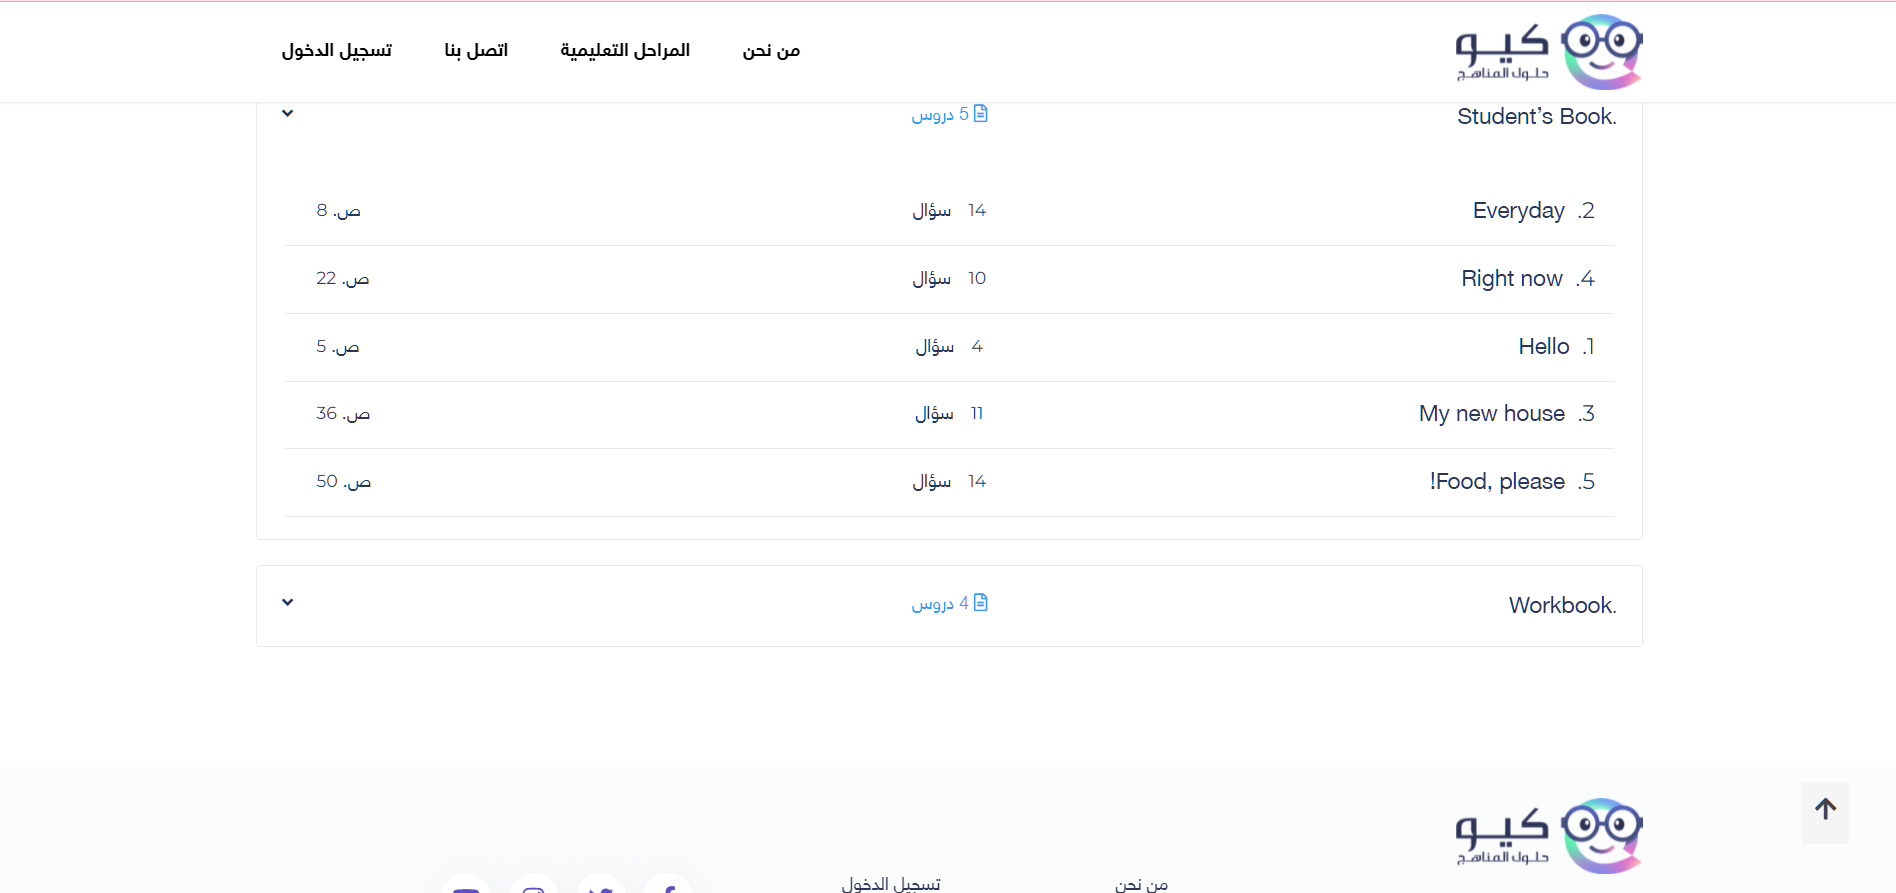 كيو
حلول المناهج
من نحن
المراحل التعليمية
اتصل بنا
تسجيل الدخول
Student’s Book.
5 دروس
2. Everyday
14 سؤال
ص. 8
4. Right now
10 سؤال
ص. 22
1. Hello
4 سؤال
ص. 5
3. My new house
11 سؤال
ص. 36
5. Food, please!
14 سؤال
ص. 50
Workbook.
4 دروس
كيو
حلول المناهج
من نحن
تسجيل الدخول